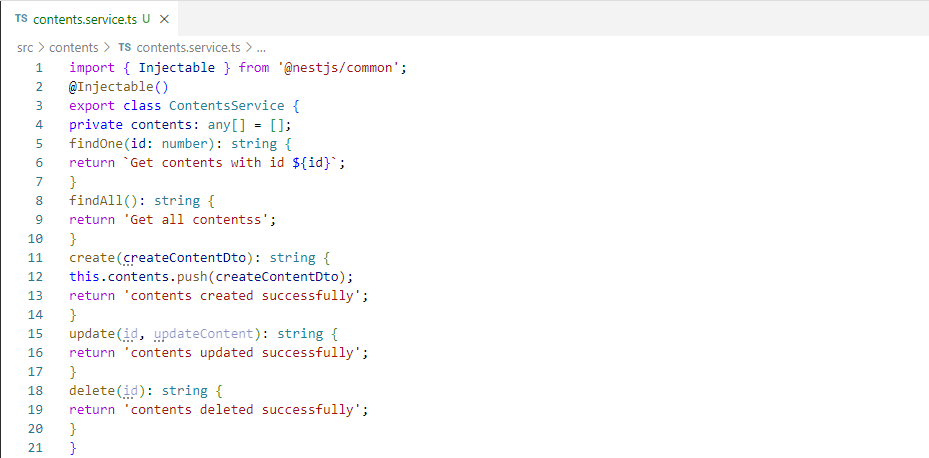 TS contents.service.ts U ×
src > contents > TS contents.service.ts > ...
1 import { Injectable } from '@nestjs/common';
2 @Injectable()
3 export class ContentsService {
4 private contents: any[] = [];
5 findOne(id: number): string {
6 return `Get contents with id ${id}`;
7 }
8 findAll(): string {
9 return 'Get all contentss';
10 }
11 create(createContentDto): string {
12 this.contents.push(createContentDto);
13 return 'contents created successfully';
14 }
15 update(id, updateContent): string {
16 return 'contents updated successfully';
17 }
18 delete(id): string {
19 return 'contents deleted successfully';
20 }
21 }